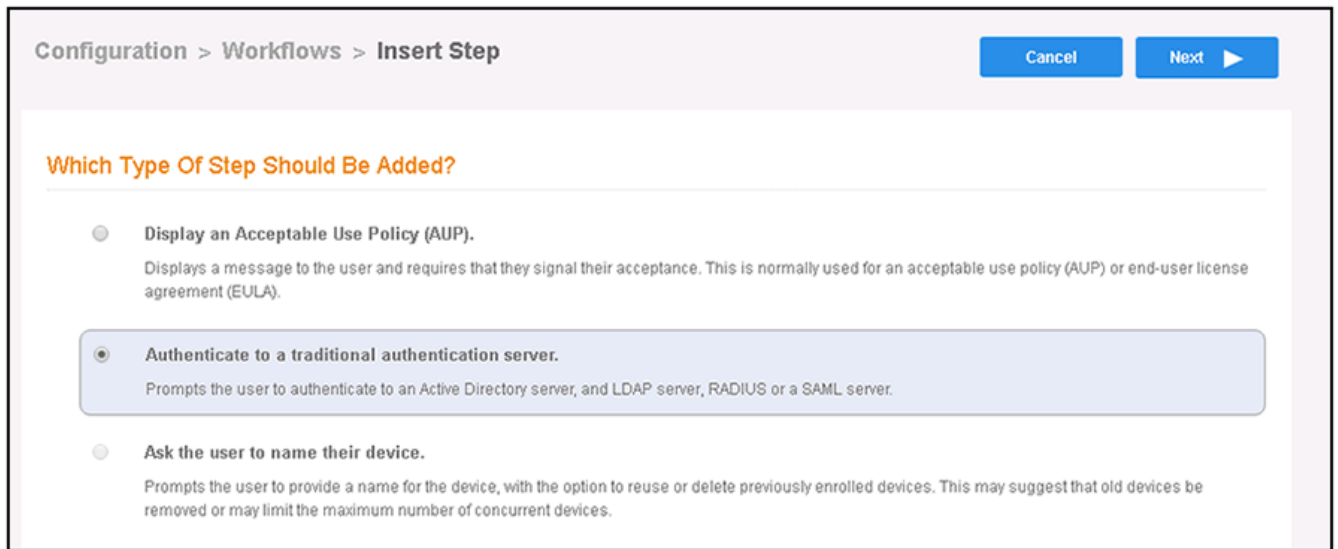 Configuration > Workflows > Insert Step
Cancel
Next
Which Type Of Step Should Be Added?
Display an Acceptable Use Policy (AUP).
Displays a message to the user and requires that they signal their acceptance. This is normally used for an acceptable use policy (AUP) or end-user license
agreement (EULA).
Authenticate to a traditional authentication server.
Prompts the user to authenticate to an Active Directory server, and LDAP server, RADIUS or a SAML server.
Ask the user to name their device.
Prompts the user to provide a name for the device, with the option to reuse or delete previously enrolled devices. This may suggest that old devices be
removed or may limit the maximum number of concurrent devices.